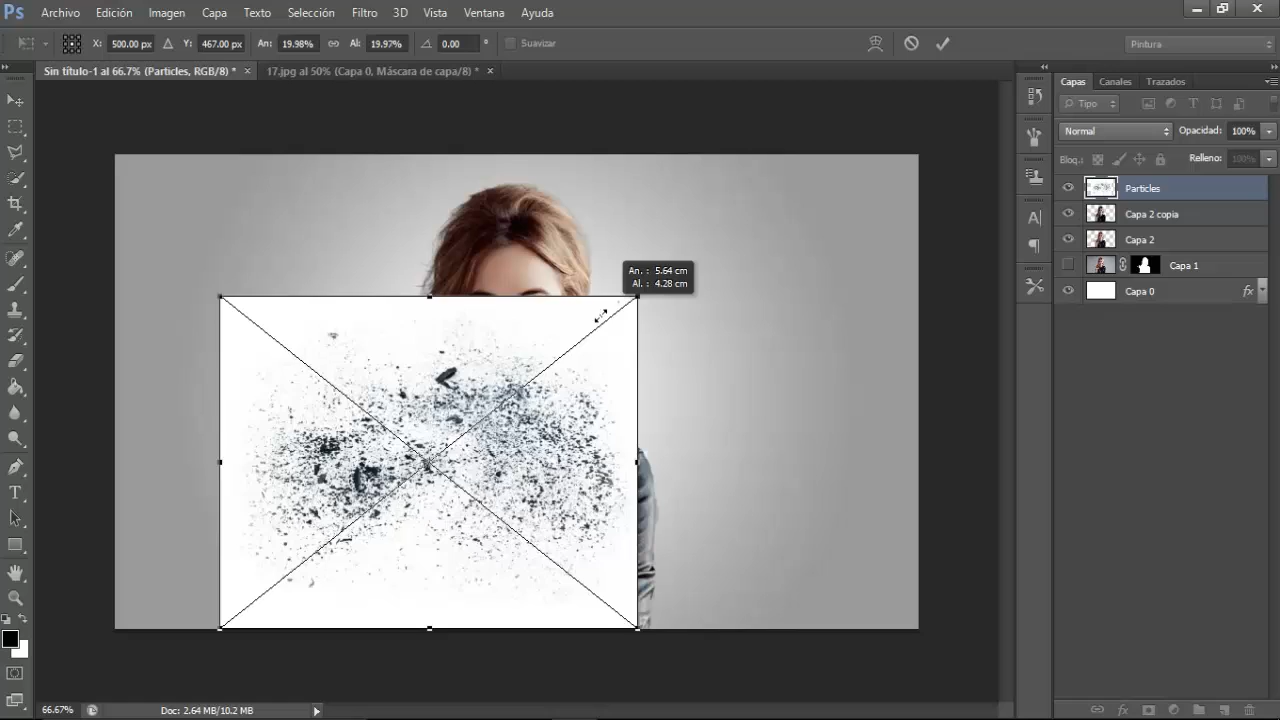 Ps Archivo Edición Imagen Capa Texto Selección Filtro 3D Vista Ventana Ayuda
X: 500.00 px Y: 467.00 px An: 19.98% Al: 19.97% 0.00 ° Suavizar Pintura
Sin título-1 al 66.7% (Particles, RGB/8) * × 17.jpg al 50% (Capa 0, Máscara de capa/8) * ×
Capas Canales Trazados
Tipo
Normal Opacidad: 100%
Bloq.: Relleno: 100%
Particles
Capa 2 copia
Capa 2
Capa 1
Capa 0 fx
An. : 5.64 cm
Al. : 4.28 cm
66.67% Doc: 2.64 MB/10.2 MB